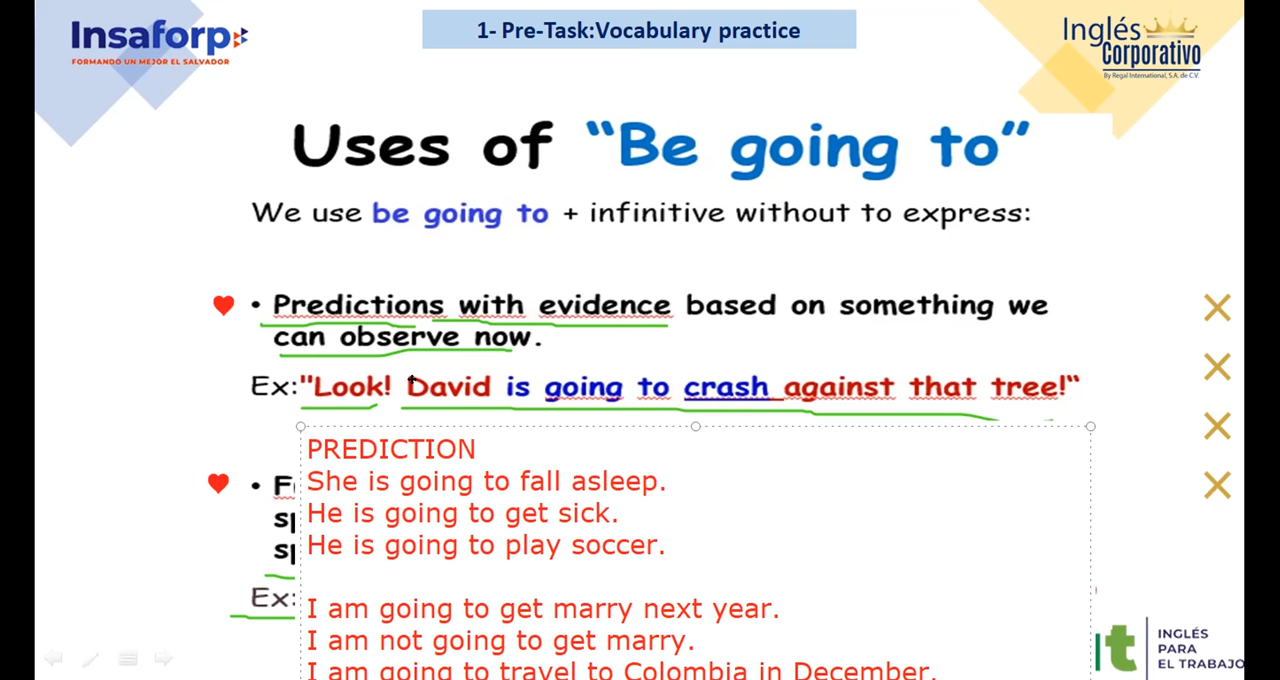 Insaforp
FORMANDO UN MEJOR EL SALVADOR
1- Pre-Task:Vocabulary practice
Inglés
Corporativo
By Regal International, S.A. de C.V.
Uses of “Be going to”
We use be going to + infinitive without to express:
• Predictions with evidence based on something we
can observe now.
Ex:"Look! David is going to crash against that tree!“
PREDICTION
She is going to fall asleep.
He is going to get sick.
He is going to play soccer.
I am going to get marry next year.
I am not going to get marry.
I am going to travel to Colombia in December.
Ex:
it
INGLÉS
PARA
EL TRABAJO